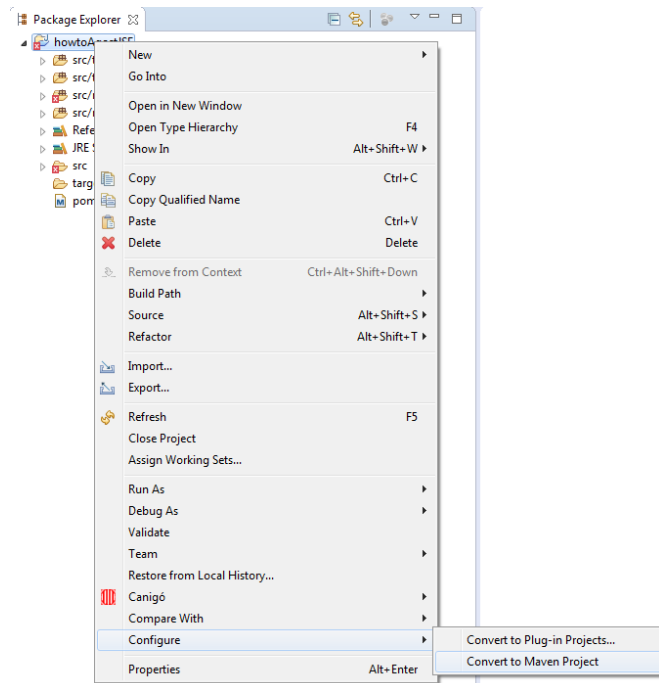 Package Explorer
howtoAgentISF
New
src/t
Go Into
src/t
src/r
Open in New Window
src/r
Open Type Hierarchy F4
Refe
Show In Alt+Shift+W
JRE S
src
Copy Ctrl+C
targ
Copy Qualified Name
pom
Paste Ctrl+V
Delete Delete
Remove from Context Ctrl+Alt+Shift+Down
Build Path
Source Alt+Shift+S
Refactor Alt+Shift+T
Import...
Export...
Refresh F5
Close Project
Assign Working Sets...
Run As
Debug As
Validate
Team
Restore from Local History...
Canigó
Compare With
Configure
Convert to Plug-in Projects...
Convert to Maven Project
Properties Alt+Enter